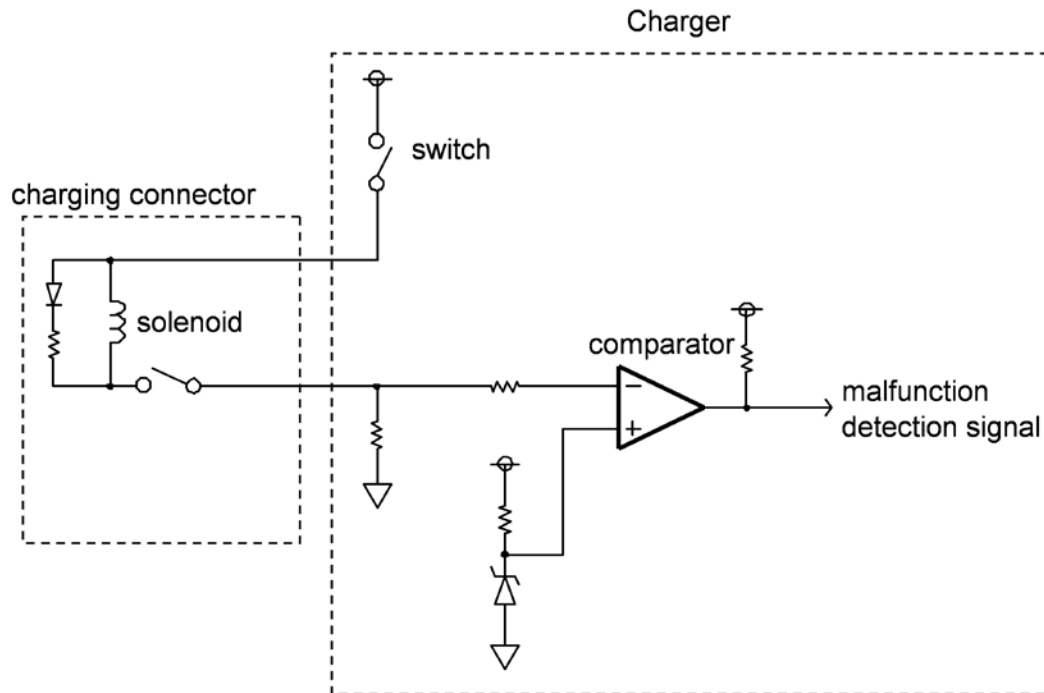 Charger
switch
charging connector
solenoid
comparator
−
+
malfunction
detection signal